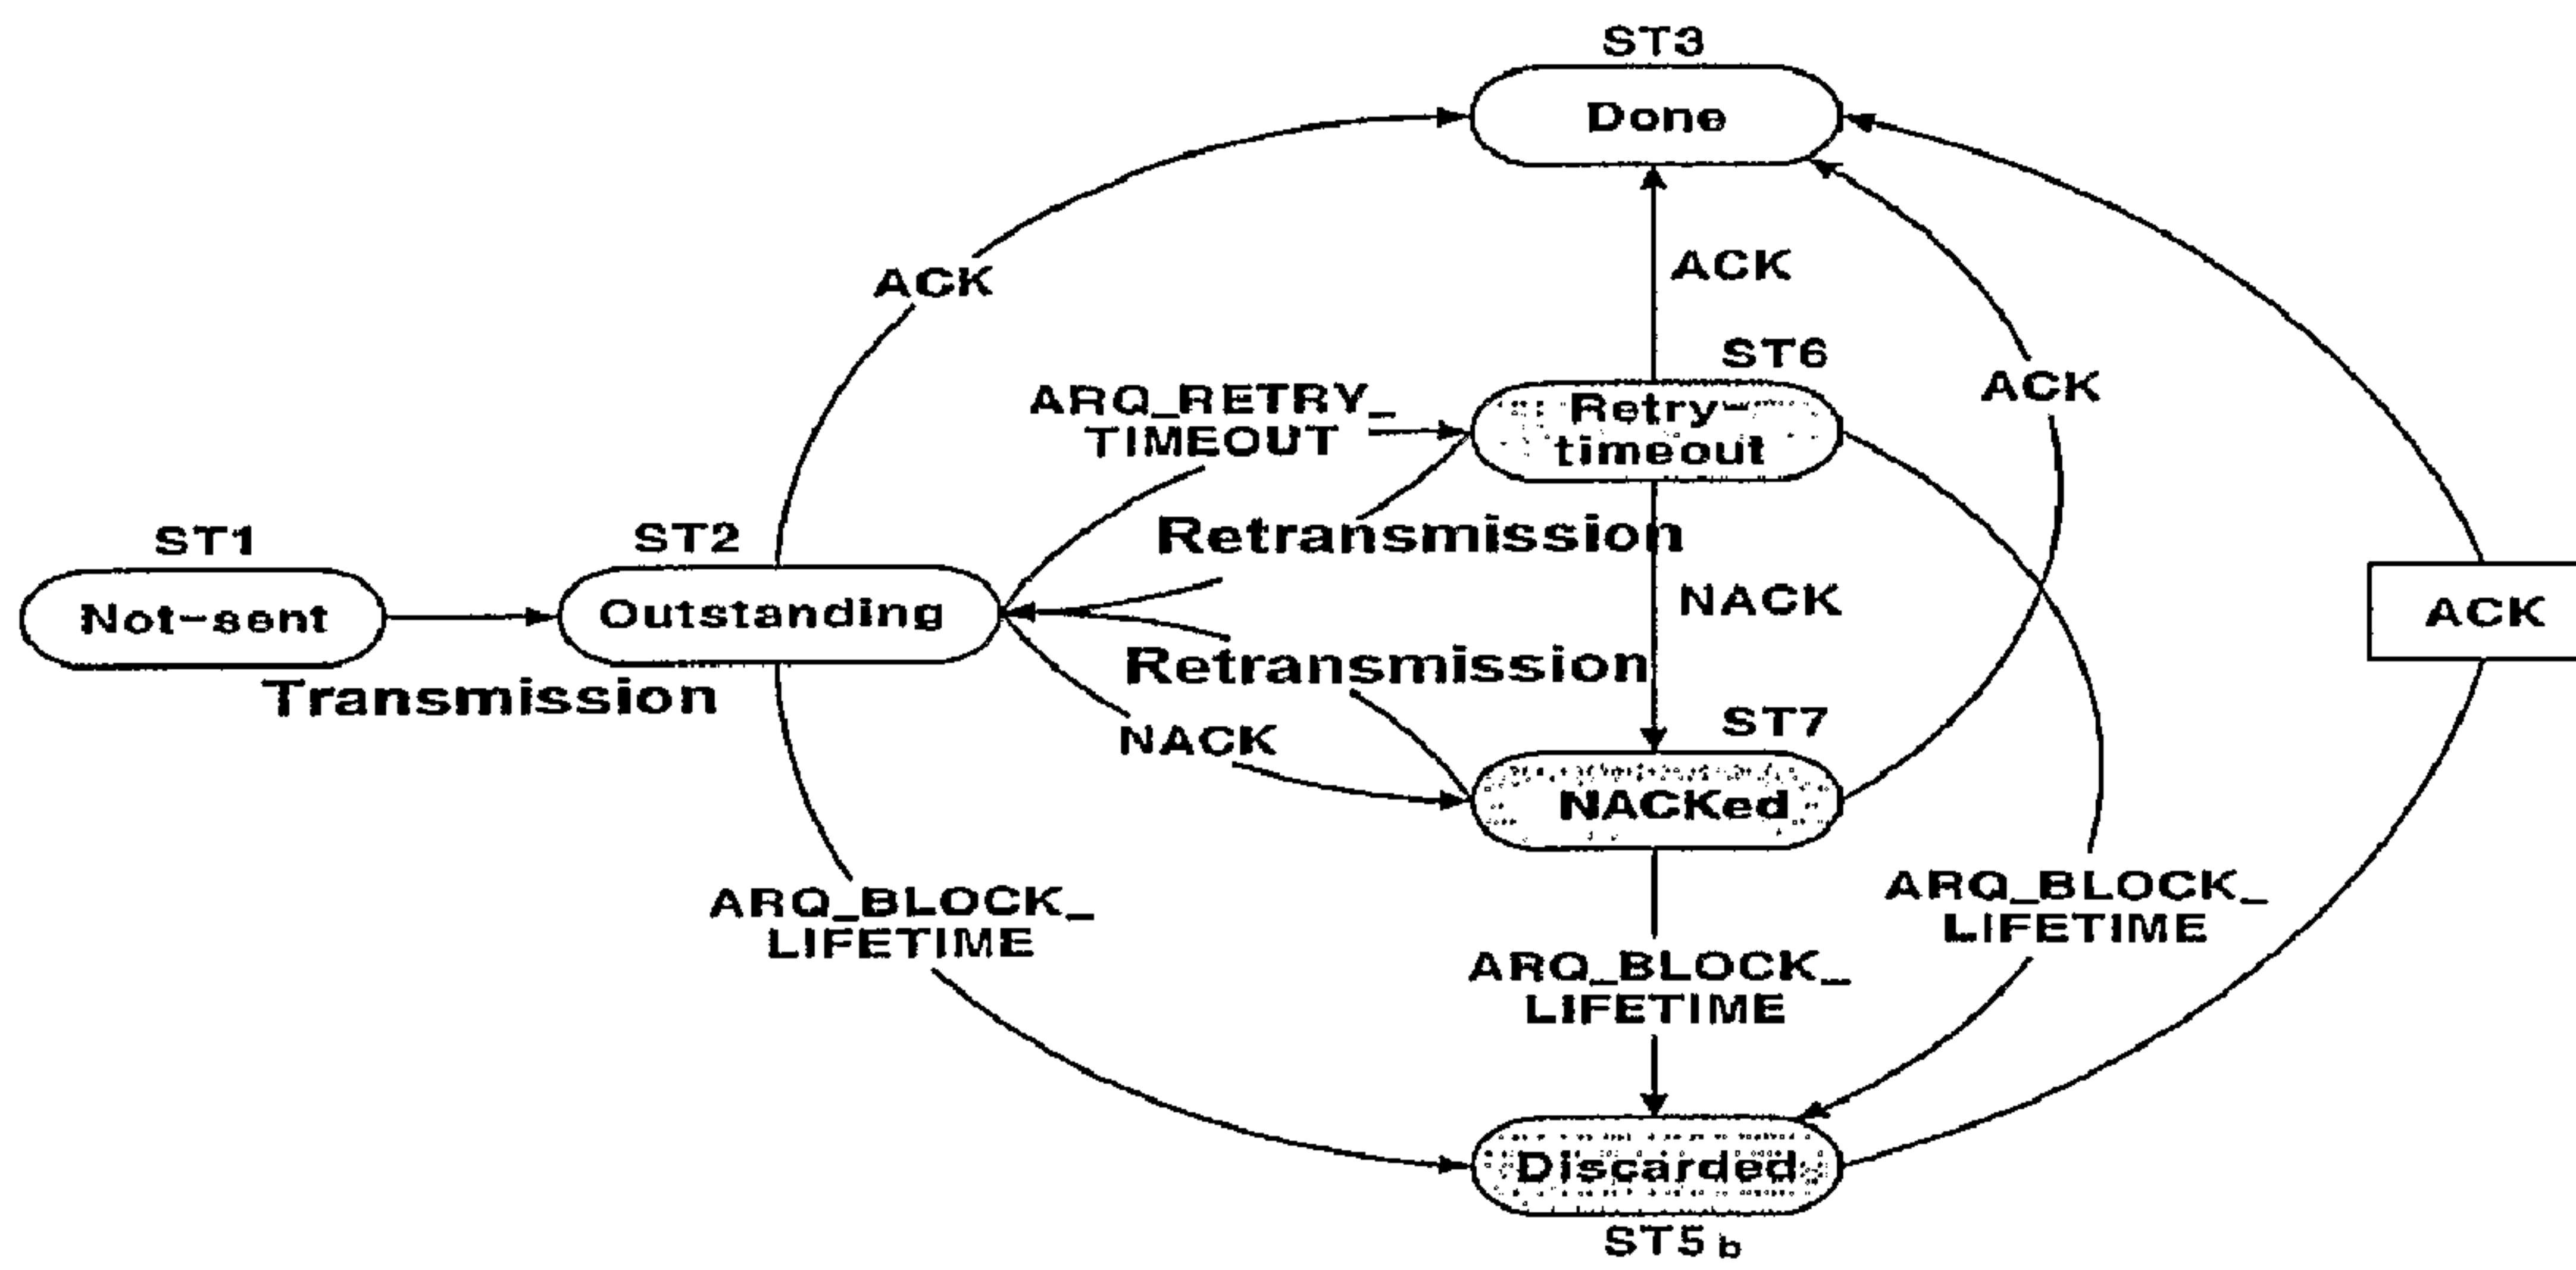 ST3
Done
ACK
ACK
ST6
ARQ_RETRY_
TIMEOUT
Retry-
timeout
ACK
ST1
Not-sent
Transmission
ST2
Outstanding
Retransmission
NACK
Retransmission
NACK
ST7
NACKed
ACK
ARQ_BLOCK_
LIFETIME
ARQ_BLOCK_
LIFETIME
ARQ_BLOCK_
LIFETIME
Discarded
ST5b